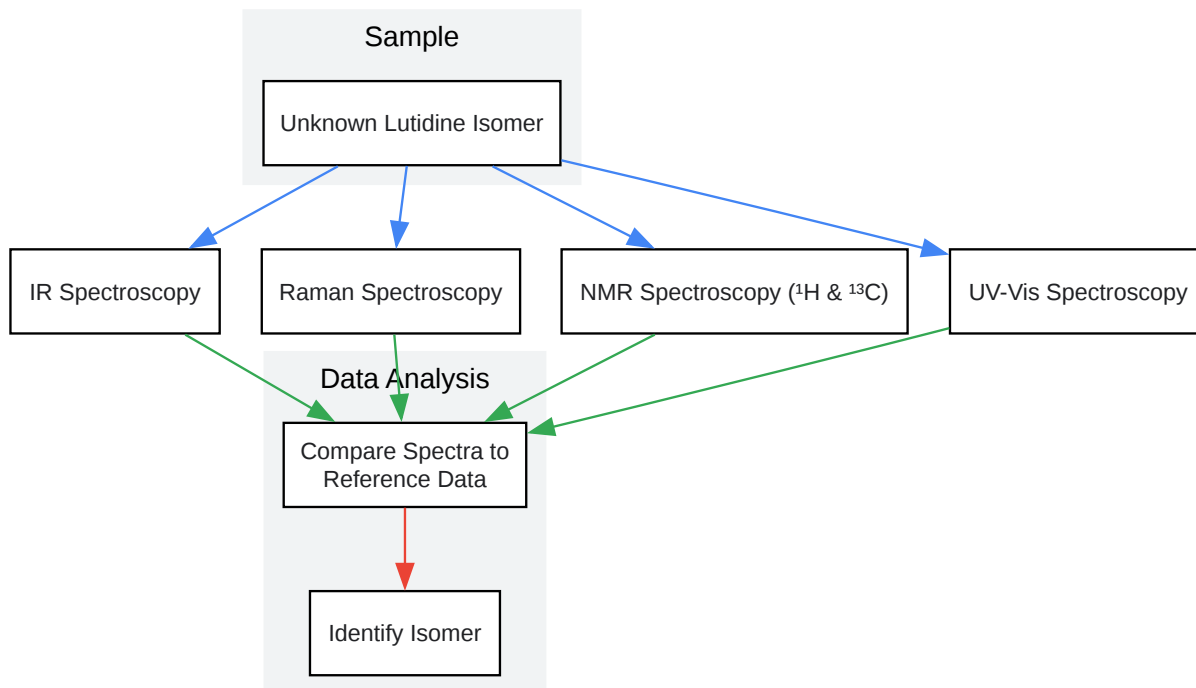 Sample
Unknown Lutidine Isomer
IR Spectroscopy
Raman Spectroscopy
NMR Spectroscopy (¹H & ¹³C)
UV-Vis Spectroscopy
Data Analysis
Compare Spectra to
Reference Data
Identify Isomer